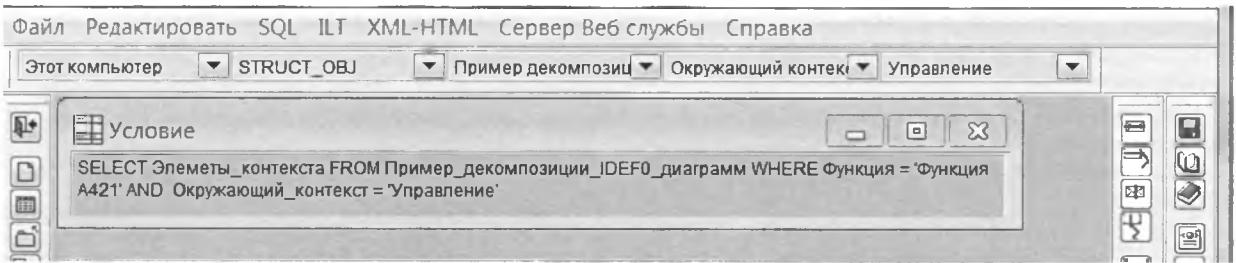 Файл Редактировать SQL ILT XML-HTML Сервер Веб службы Справка
Этот компьютер STRUCT_OBJ Пример декомпозиц Окружающий контек Управление
Условие
SELECT Элеметы_контекста FROM Пример_декомпозиции_IDEF0_диаграмм WHERE Функция = 'Функция
A421' AND Окружающий_контекст = 'Управление'